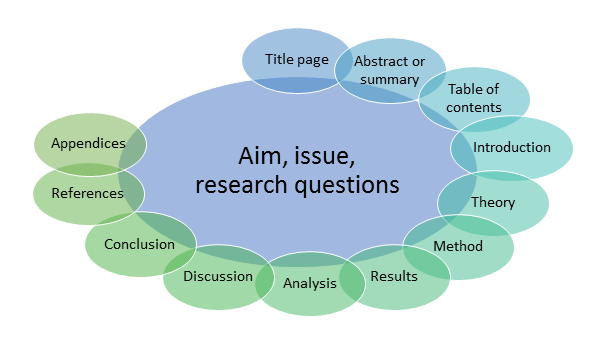 Title page
Abstract or
summary
Table of
contents
Introduction
Theory
Method
Results
Analysis
Discussion
Conclusion
References
Appendices
Aim, issue,
research questions